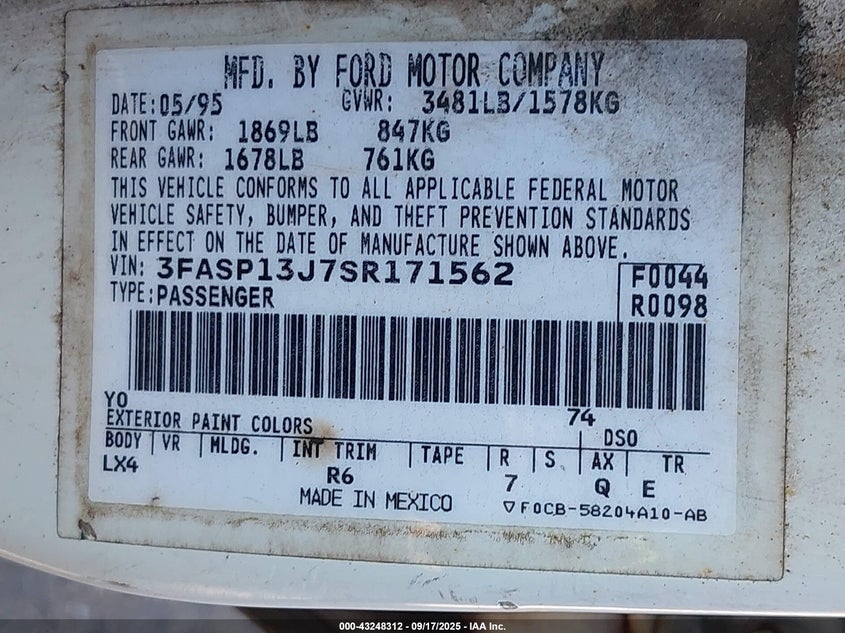 MFD. BY FORD MOTOR COMPANY
DATE: 05/95 GVWR: 3481LB/1578KG
FRONT GAWR: 1869LB 847KG
REAR GAWR: 1678LB 761KG
THIS VEHICLE CONFORMS TO ALL APPLICABLE FEDERAL MOTOR
VEHICLE SAFETY, BUMPER, AND THEFT PREVENTION STANDARDS
IN EFFECT ON THE DATE OF MANUFACTURE SHOWN ABOVE.
VIN: 3FASP13J7SR171562 F0044
TYPE: PASSENGER R0098
YO 74
EXTERIOR PAINT COLORS DSO
BODY VR MLDG. INT TRIM TAPE R S AX TR
LX4 R6 7 Q E
MADE IN MEXICO ▽F0CB-58204A10-AB
000-43248312 - 09/17/2025 - IAA Inc.